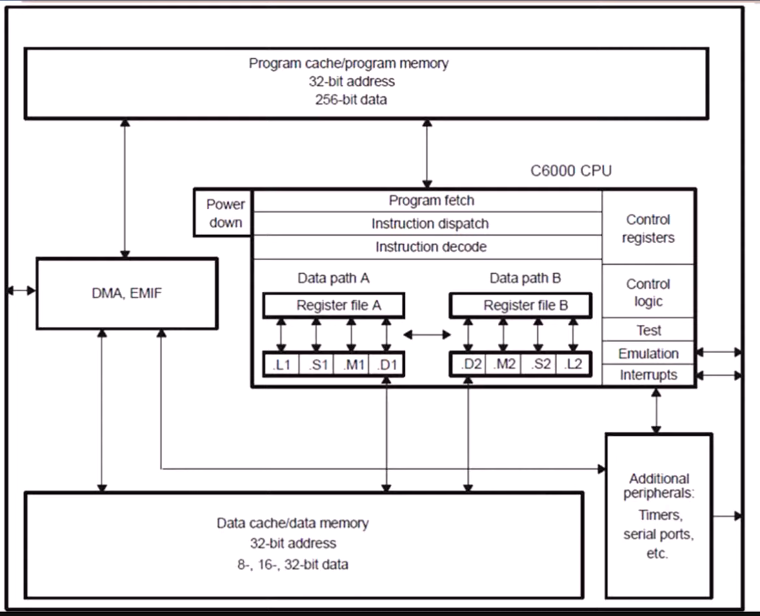 Program cache/program memory
32-bit address
256-bit data
C6000 CPU
Power
down
Program fetch
Instruction dispatch
Instruction decode
Control
registers
DMA, EMIF
Data path A
Data path B
Register file A
Register file B
Control
logic
Test
Emulation
Interrupts
.L1 .S1 .M1 .D1
.D2 .M2 .S2 .L2
Additional
peripherals:
Timers,
serial ports,
etc.
Data cache/data memory
32-bit address
8-, 16-, 32-bit data